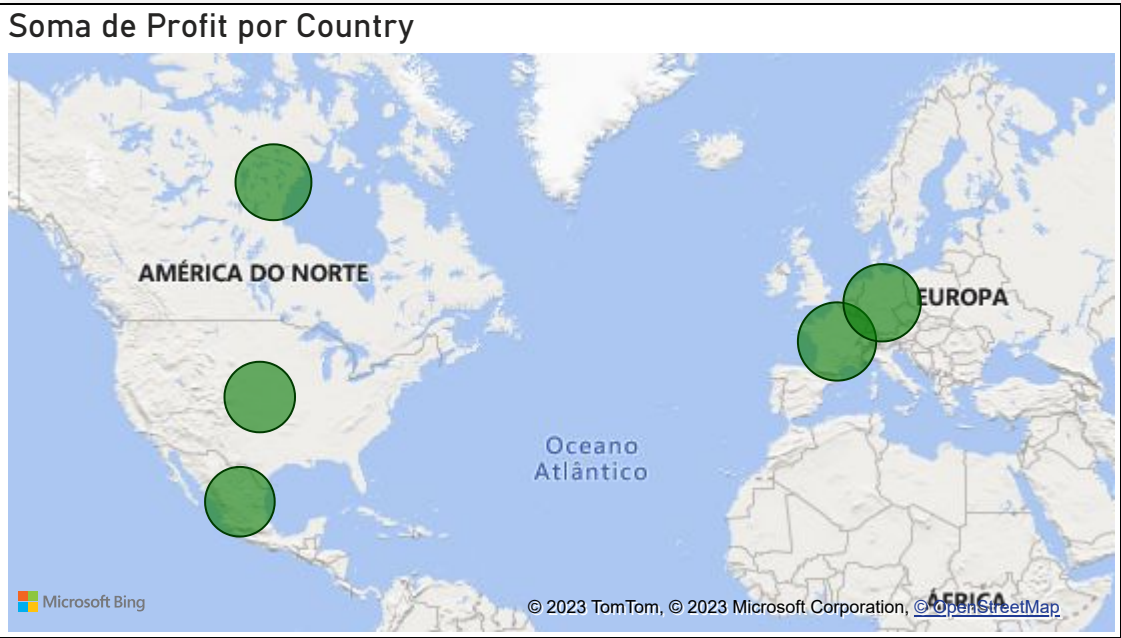 Soma de Profit por Country
AMÉRICA DO NORTE
EUROPA
Oceano
Atlântico
ÁFRICA
Microsoft Bing
© 2023 TomTom, © 2023 Microsoft Corporation, © OpenStreetMap